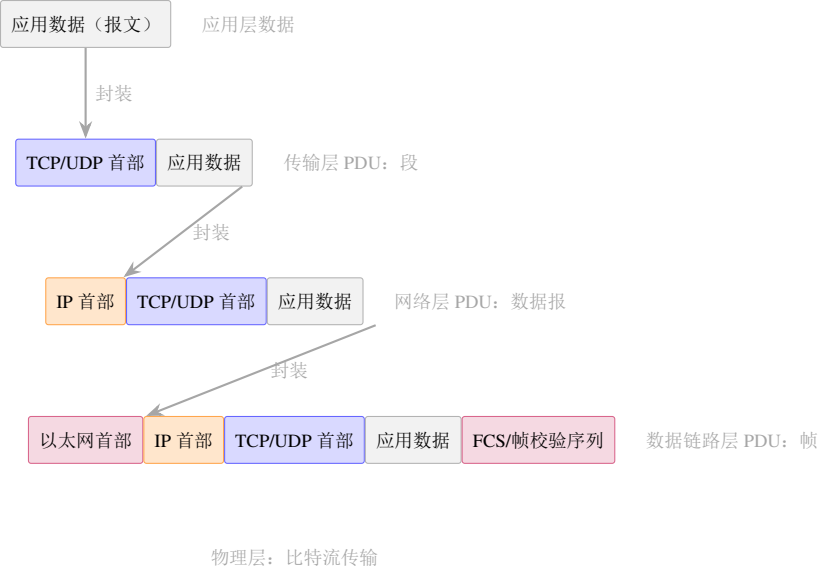 应用数据（报文） 应用层数据
封装
TCP/UDP 首部 应用数据 传输层 PDU：段
封装
IP 首部 TCP/UDP 首部 应用数据 网络层 PDU：数据报
封装
以太网首部 IP 首部 TCP/UDP 首部 应用数据 FCS/帧校验序列 数据链路层 PDU：帧
物理层：比特流传输